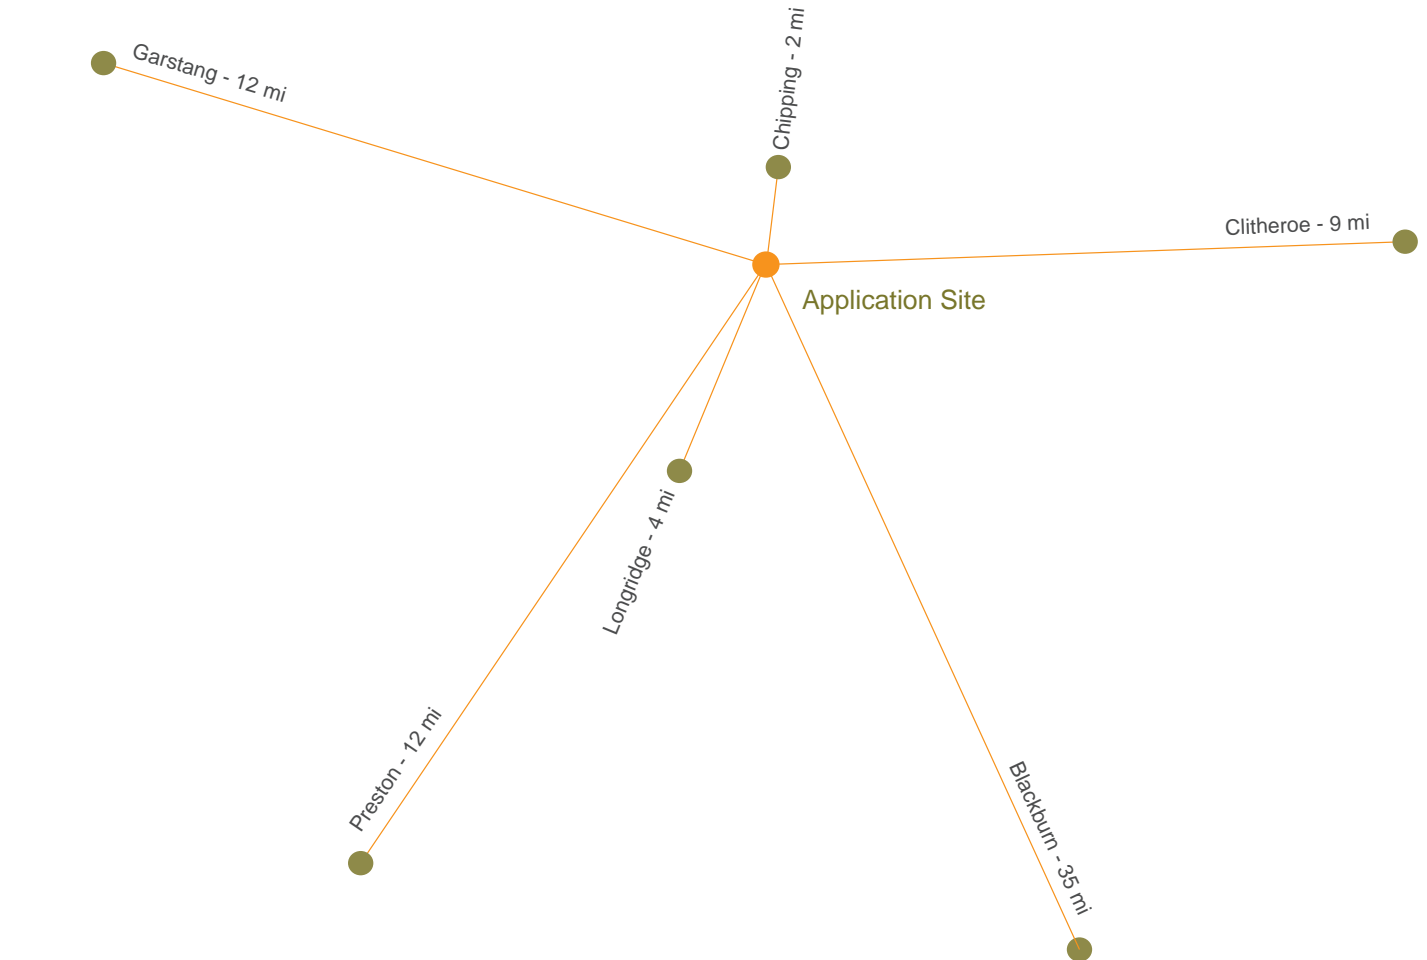 Chipping - 2 mi
Garstang - 12 mi
Clitheroe - 9 mi
Application Site
Longridge - 4 mi
Preston - 12 mi
Blackburn - 35 mi